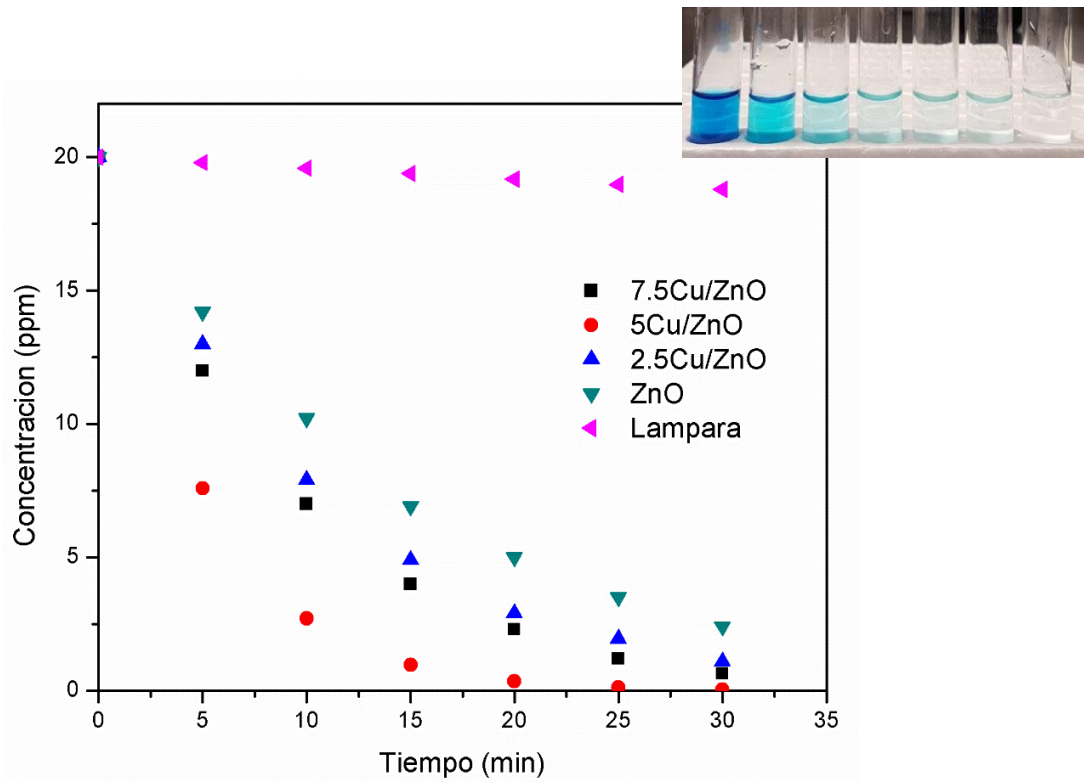 20
15
10
5
0
Concentracion (ppm)
7.5Cu/ZnO
5Cu/ZnO
2.5Cu/ZnO
ZnO
Lampara
0 5 10 15 20 25 30 35
Tiempo (min)